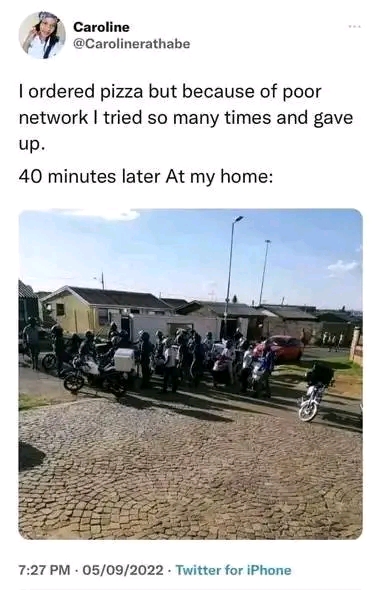 Caroline
@Carolinerathabe
I ordered pizza but because of poor
network I tried so many times and gave
up.
40 minutes later At my home:
7:27 PM · 05/09/2022 · Twitter for iPhone